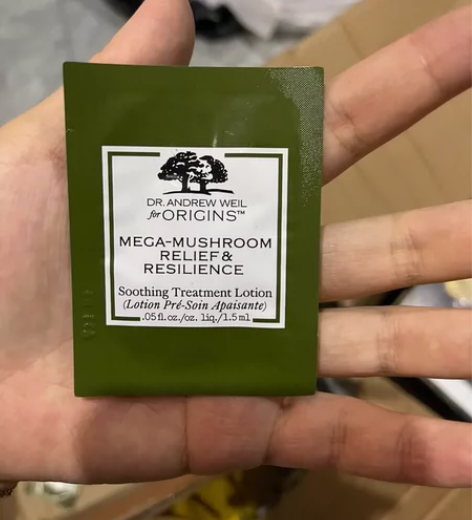 DR. ANDREW WEIL
for ORIGINS™
MEGA-MUSHROOM
RELIEF &
RESILIENCE
Soothing Treatment Lotion
(Lotion Pré-Soin Apaisante)
.05 fl.oz./oz. liq./1.5 ml